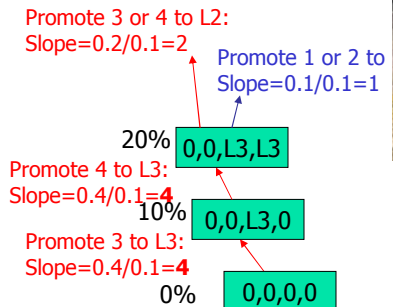 Promote 3 or 4 to L2:
Slope=0.2/0.1=2
Promote 1 or 2 to
Slope=0.1/0.1=1
20%
0,0,L3,L3
Promote 4 to L3:
Slope=0.4/0.1=4
10%
0,0,L3,0
Promote 3 to L3:
Slope=0.4/0.1=4
0%
0,0,0,0